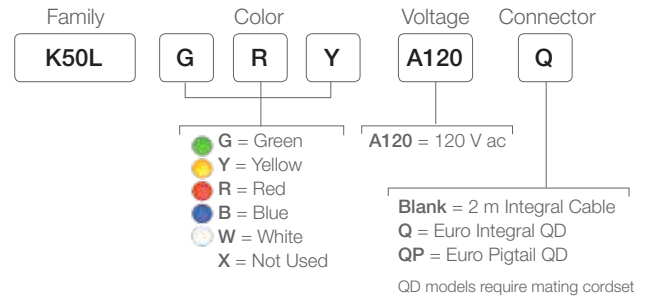 Family Color Voltage Connector
K50L G R Y A120 Q
G = Green
Y = Yellow
R = Red
B = Blue
W = White
X = Not Used
A120 = 120 V ac
Blank = 2 m Integral Cable
Q = Euro Integral QD
QP = Euro Pigtail QD
QD models require mating cordset